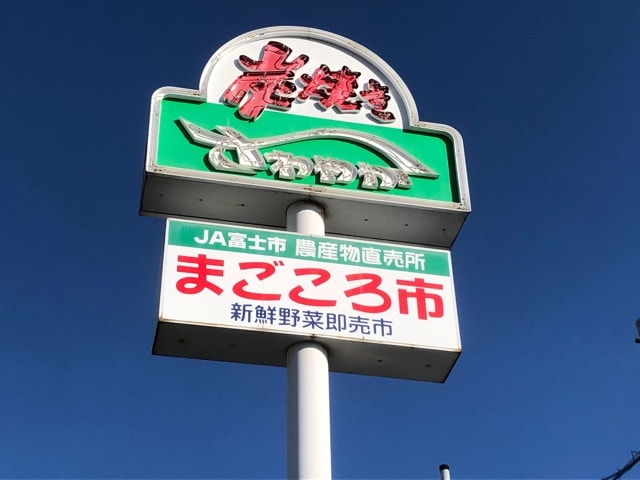 炭焼き
さわやか
JA富士市 農産物直売所
まごころ市
新鮮野菜即売市